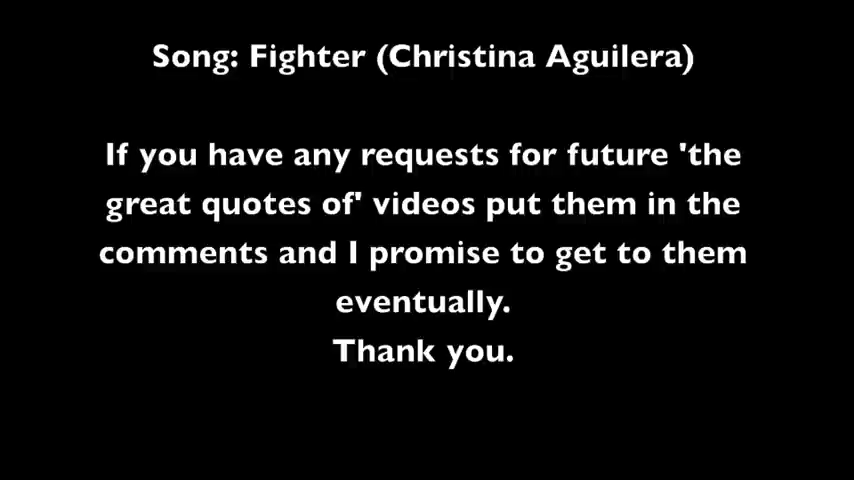 Song: Fighter (Christina Aguilera)
If you have any requests for future 'the
great quotes of' videos put them in the
comments and I promise to get to them
eventually.
Thank you.